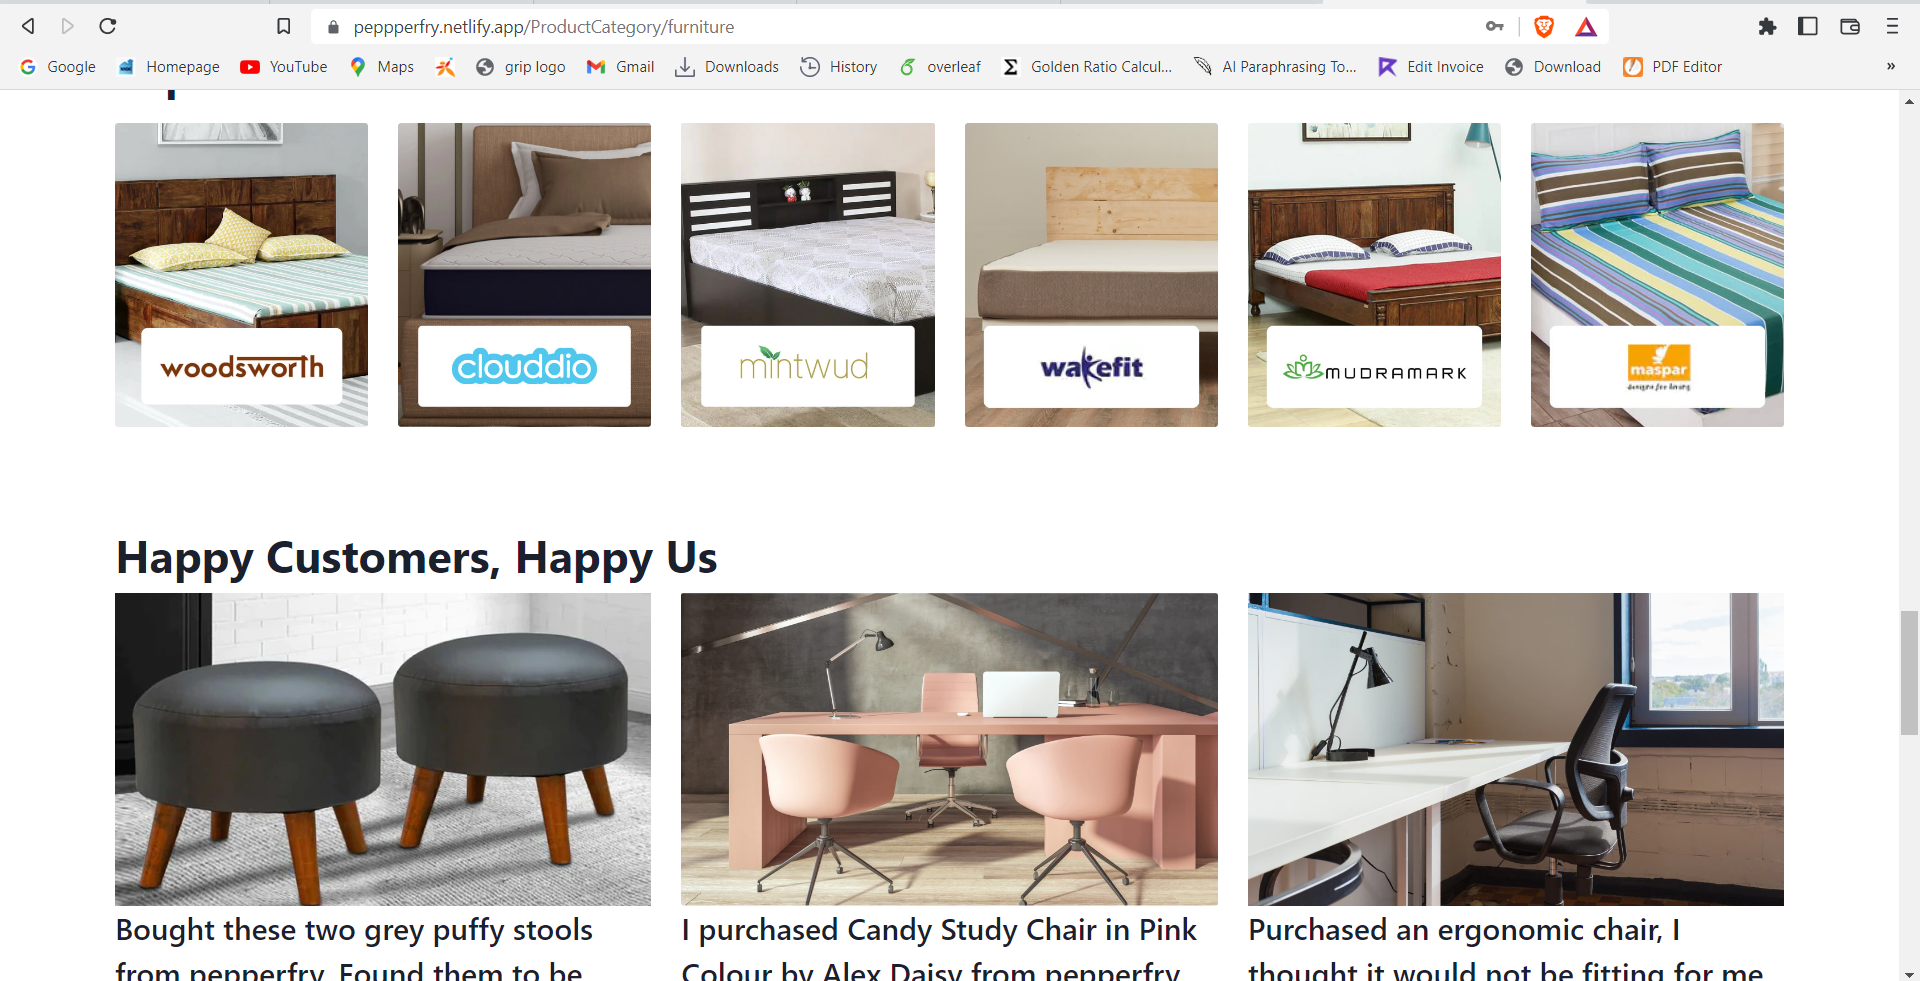 peppperfry.netlify.app/ProductCategory/furniture
Google Homepage YouTube Maps grip logo Gmail Downloads History overleaf Golden Ratio Calcul... AI Paraphrasing To... Edit Invoice Download PDF Editor »
woodsworth
clouddio
mintwud
wakefit
MUDRAMARK
maspar
designs for living
Happy Customers, Happy Us
Bought these two grey puffy stools
from pepperfry. Found them to be
I purchased Candy Study Chair in Pink
Colour by Alex Daisy from pepperfry
Purchased an ergonomic chair, I
thought it would not be fitting for me